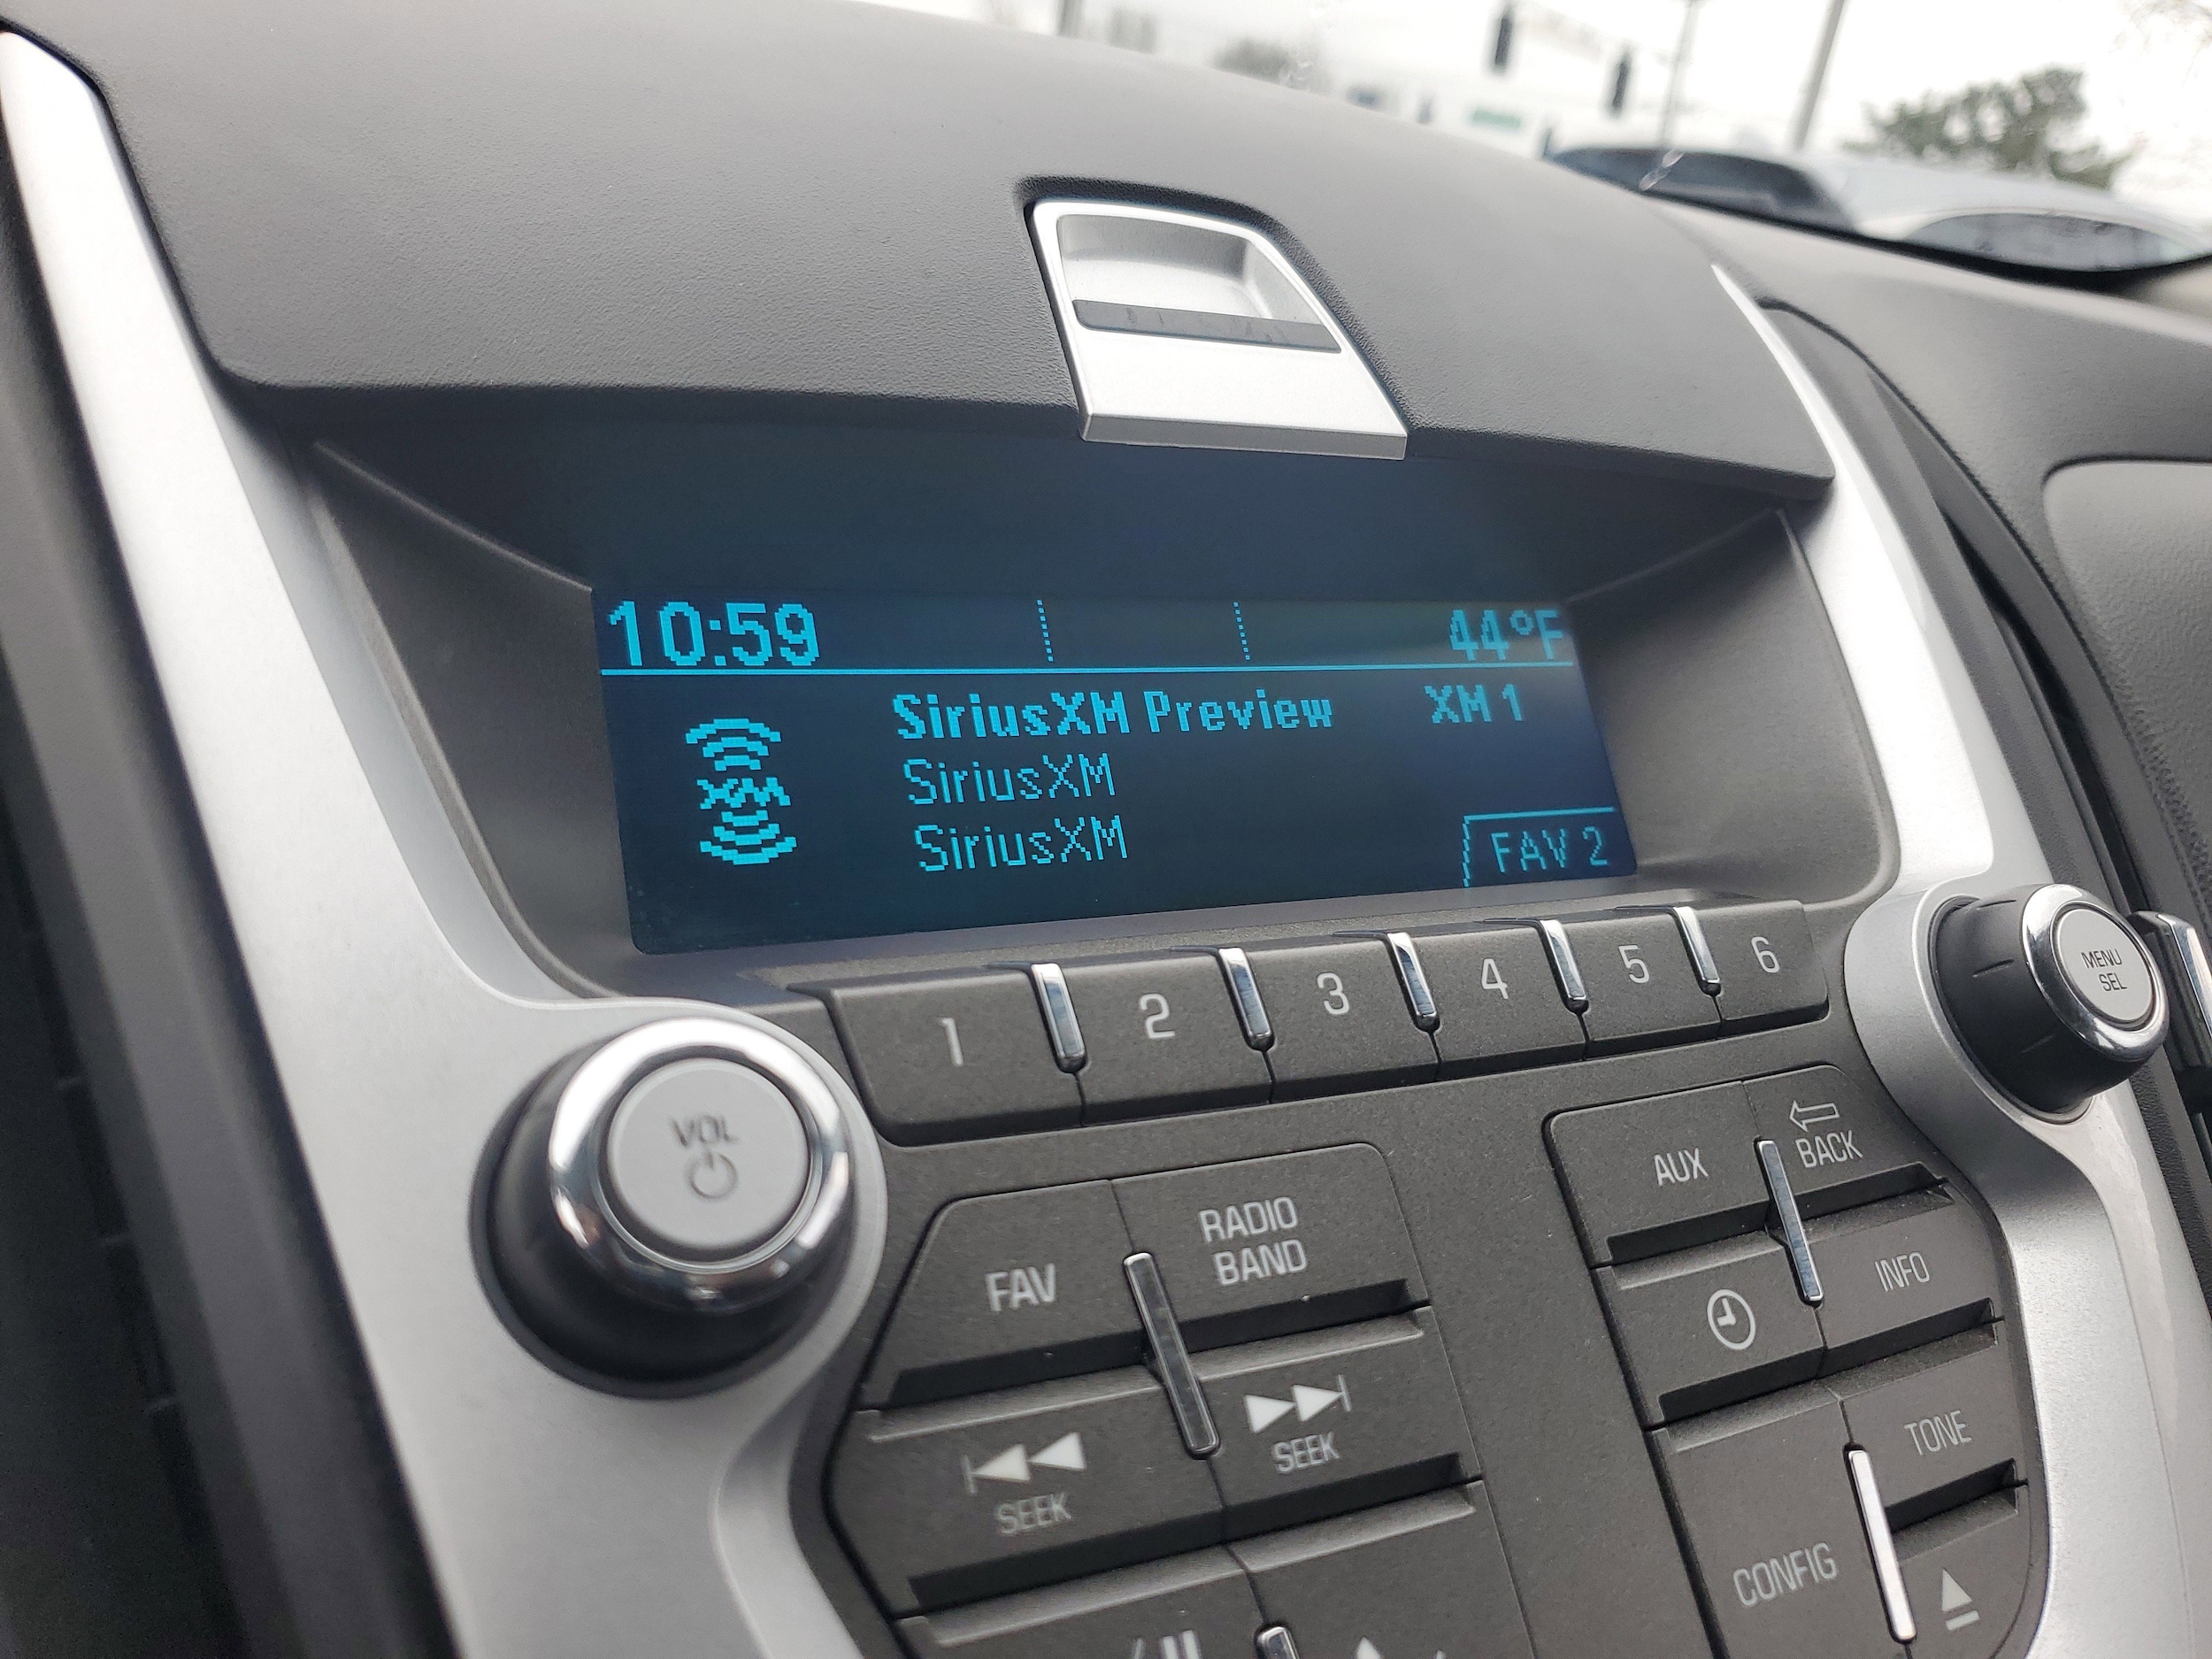 10:59 44°F
SiriusXM Preview XM 1
XM
SiriusXM
SiriusXM
FAV 2
1 2 3 4 5 6
MENU
SEL
VOL
AUX
BACK
FAV
RADIO
BAND
INFO
SEEK
SEEK
TONE
CONFIG